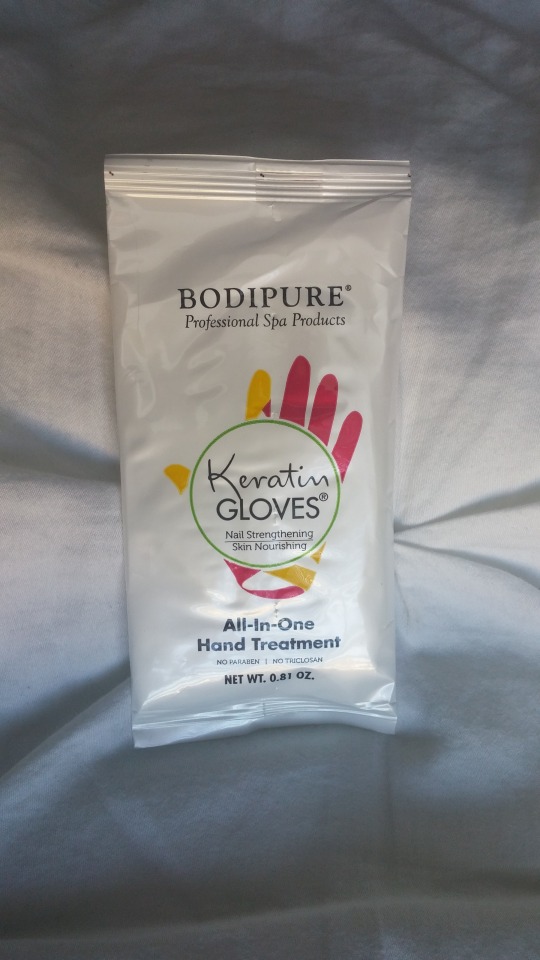 BODIPURE®
Professional Spa Products
Keratin
GLOVES®
Nail Strengthening
Skin Nourishing
All-In-One
Hand Treatment
NO PARABEN | NO TRICLOSAN
NET WT. 0.81 OZ.